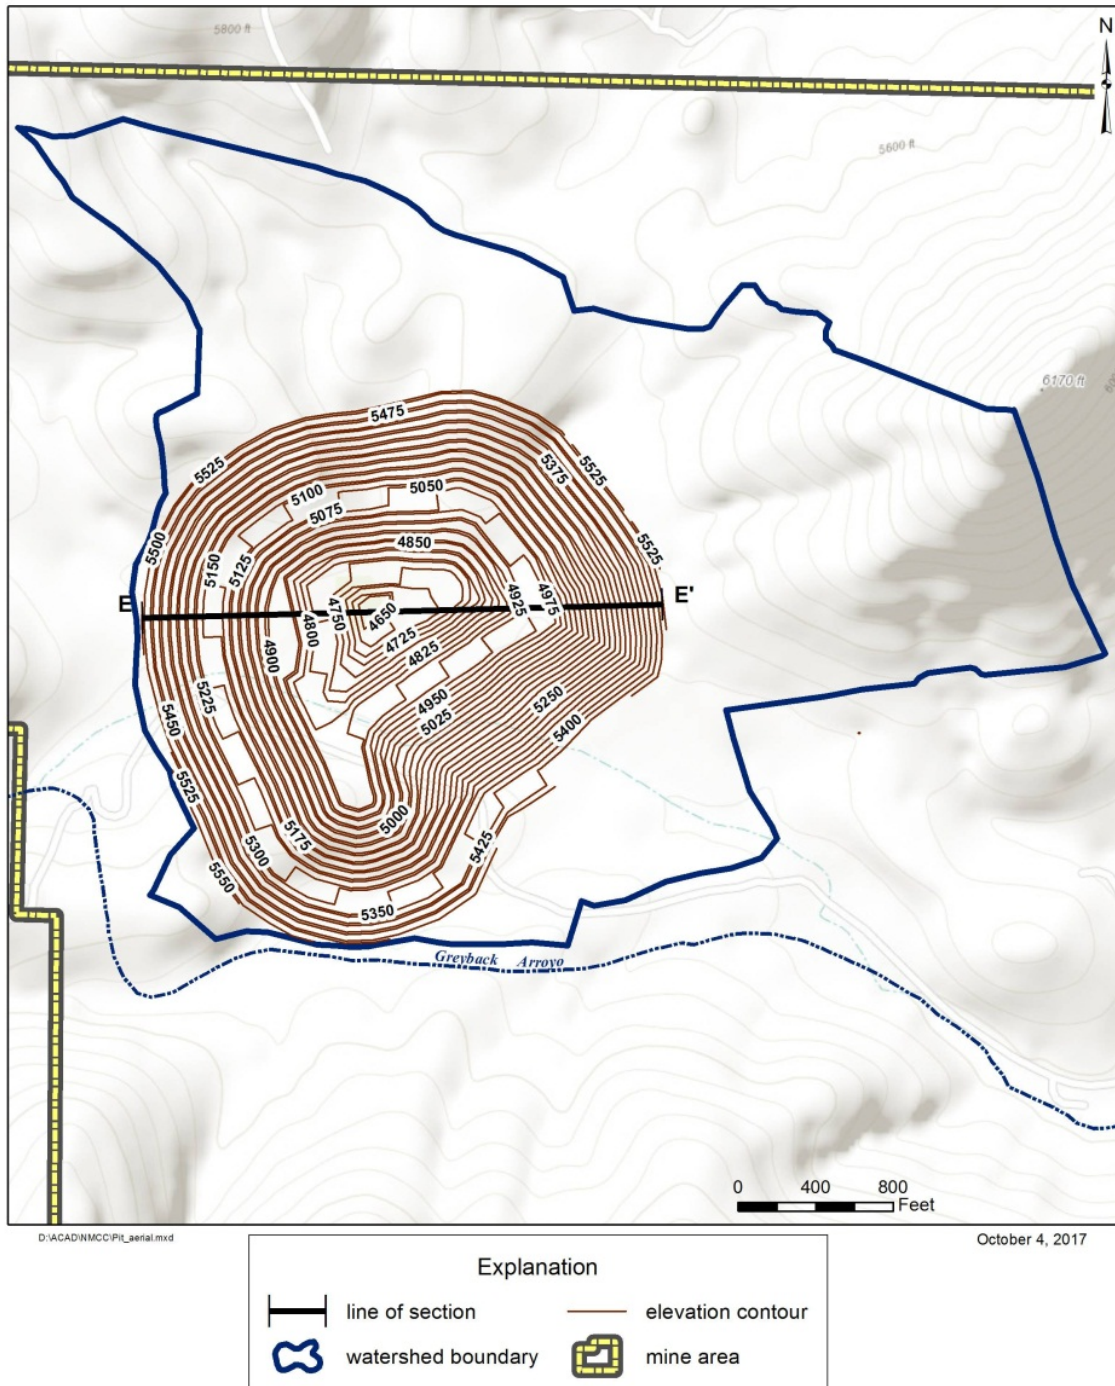 5800 ft
N
5600 ft
6170 ft
5475
5525
5375
5525
5100
5050
5075
5500
5150
5125
4850
5525
E
4750
4650
4925
4975
E'
4800
4725
4825
4900
5225
4950
5250
5450
5025
5400
5525
5175
5000
5300
5425
5550
5350
Greyback Arroyo
0 400 800
Feet
D:\ACAD\NMCC\Pit_aerial.mxd
October 4, 2017
Explanation
line of section
elevation contour
watershed boundary
mine area